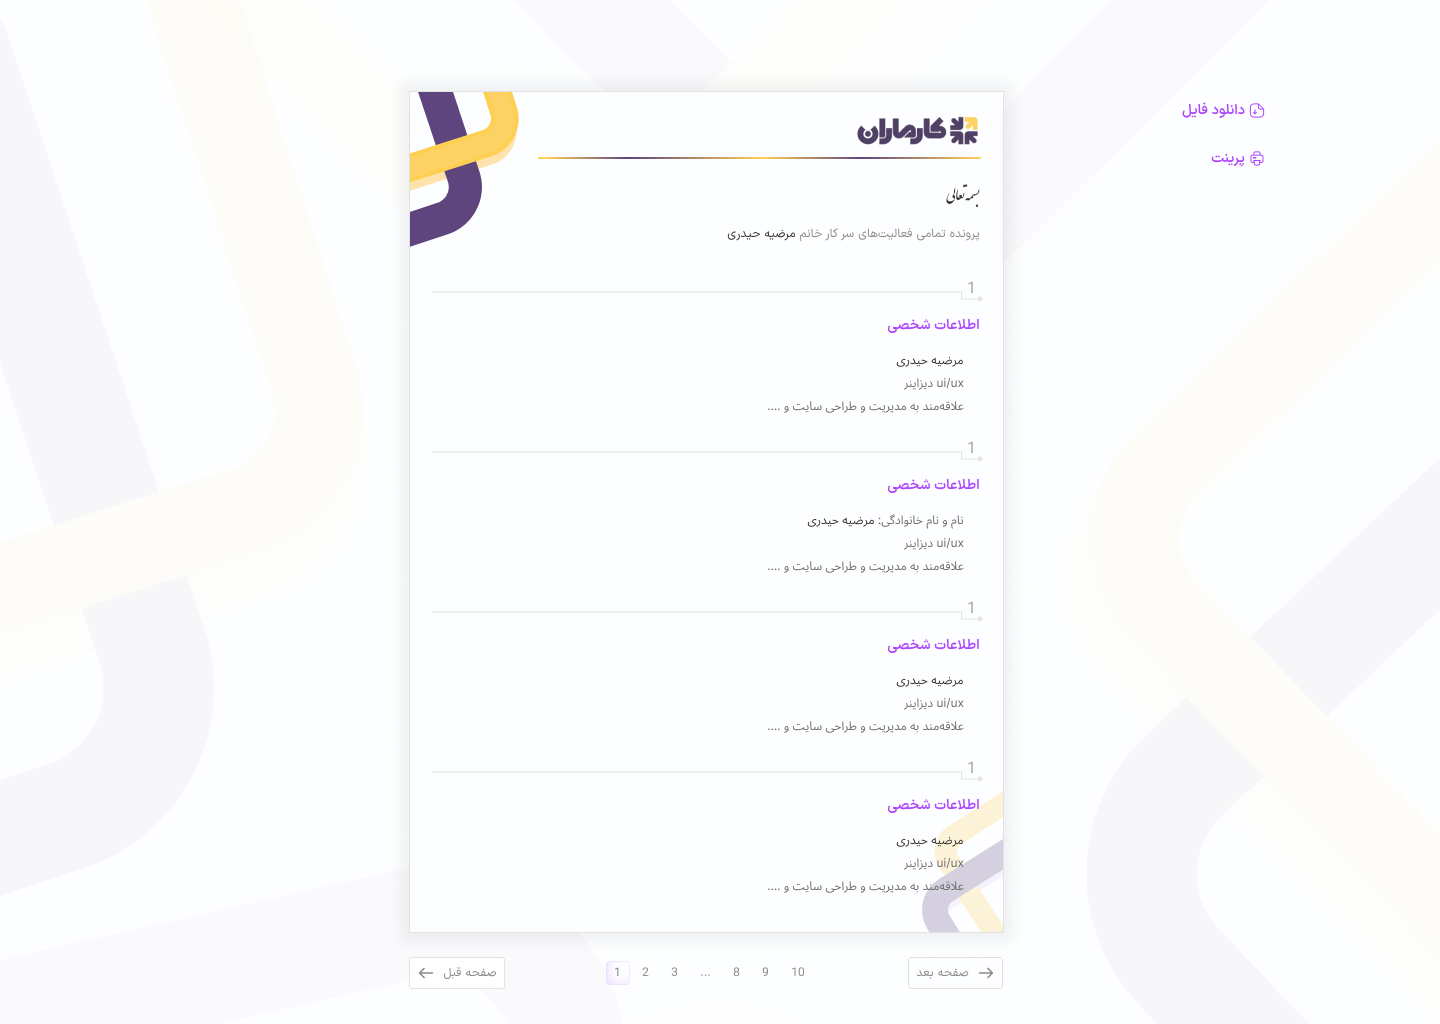 دانلود فایل
پرینت
کارماران
بسمه تعالی
پرونده تمامی فعالیت‌های سر کار خانم مرضیه حیدری
1
اطلاعات شخصی
مرضیه حیدری
ui/ux دیزاینر
علاقه‌مند به مدیریت و طراحی سایت و ....
1
اطلاعات شخصی
نام و نام خانوادگی: مرضیه حیدری
ui/ux دیزاینر
علاقه‌مند به مدیریت و طراحی سایت و ....
1
اطلاعات شخصی
مرضیه حیدری
ui/ux دیزاینر
علاقه‌مند به مدیریت و طراحی سایت و ....
1
اطلاعات شخصی
مرضیه حیدری
ui/ux دیزاینر
علاقه‌مند به مدیریت و طراحی سایت و ....
صفحه بعد
1 2 3 ... 8 9 10
صفحه قبل